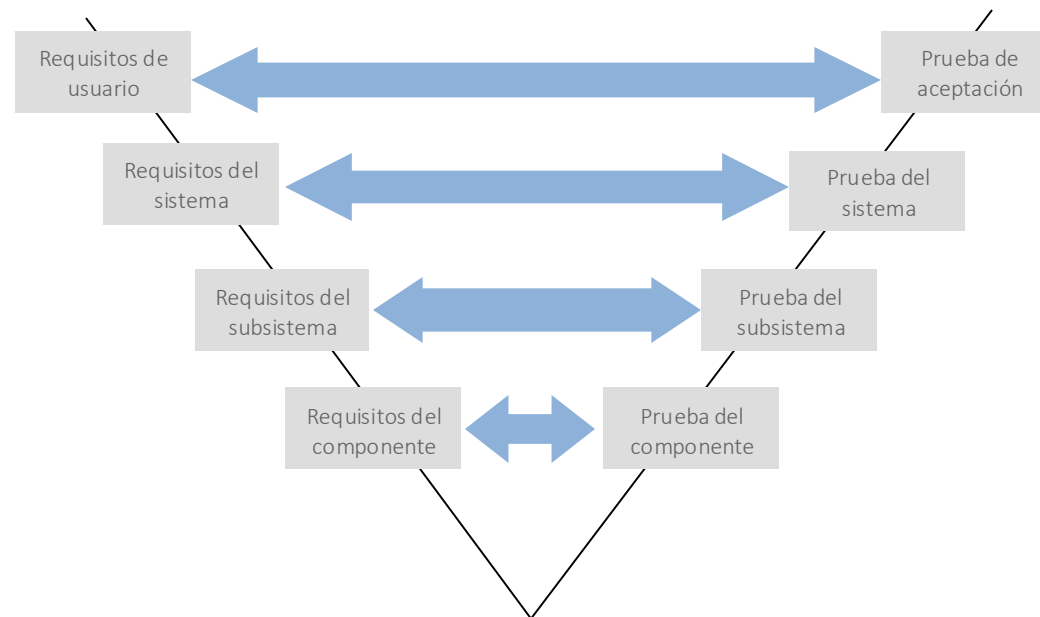 Requisitos de
usuario
Prueba de
aceptación
Requisitos del
sistema
Prueba del
sistema
Requisitos del
subsistema
Prueba del
subsistema
Requisitos del
componente
Prueba del
componente